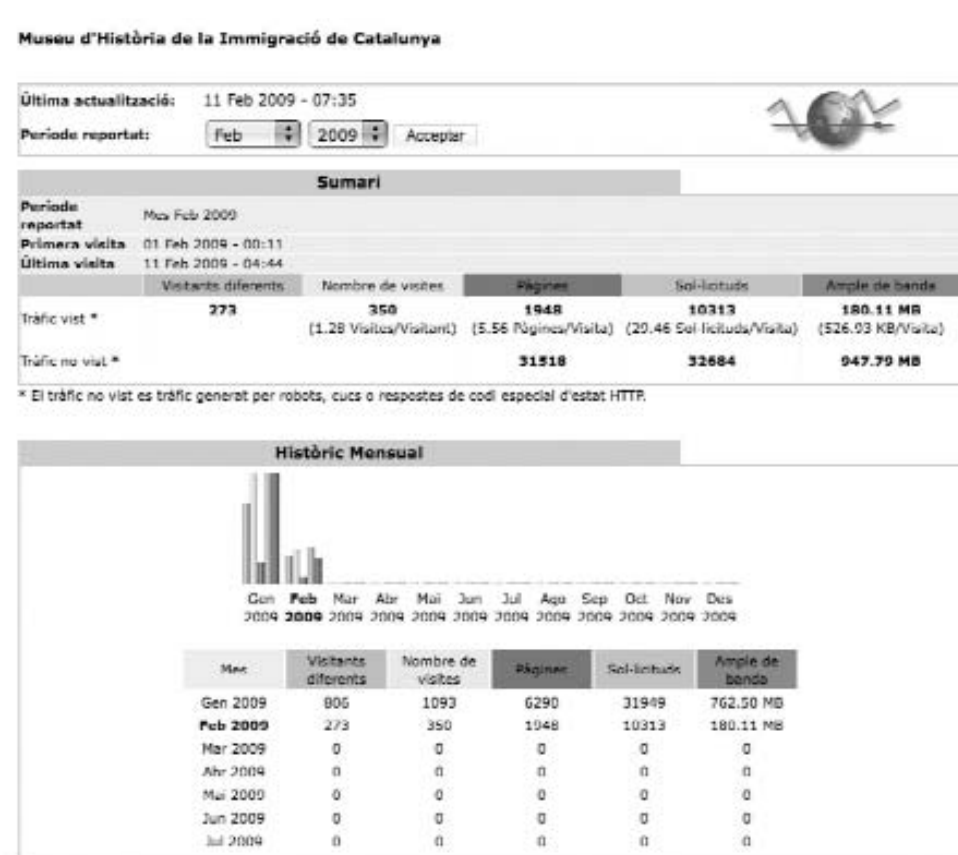 Museu d'Història de la Immigració de Catalunya
Última actualització: 11 Feb 2009 - 07:35
Període reportat: Feb 2009 Acceptar
Sumari
Període reportat Mes Feb 2009
Primera visita 01 Feb 2009 - 00:11
Última visita 11 Feb 2009 - 04:44
Visitants diferents Nombre de visites Pàgines Sol·licituds Ample de banda
Tràfic vist * 273 350 1948 10313 180.11 MB
(1.28 Visites/Visitant) (5.56 Pàgines/Visita) (29.46 Sol·licituds/Visita) (526.93 KB/Visita)
Tràfic no vist * 31518 32684 947.79 MB
* El tràfic no vist es tràfic generat per robots, cucs o respostes de codi especial d'estat HTTP.
Històric Mensual
Gen Feb Mar Abr Mai Jun Jul Ago Sep Oct Nov Des
2009 2009 2009 2009 2009 2009 2009 2009 2009 2009 2009 2009
Mes Visitants diferents Nombre de visites Pàgines Sol·licituds Ample de banda
Gen 2009 806 1093 6290 31949 762.50 MB
Feb 2009 273 350 1948 10313 180.11 MB
Mar 2009 0 0 0 0 0
Abr 2009 0 0 0 0 0
Mai 2009 0 0 0 0 0
Jun 2009 0 0 0 0 0
Jul 2009 0 0 0 0 0